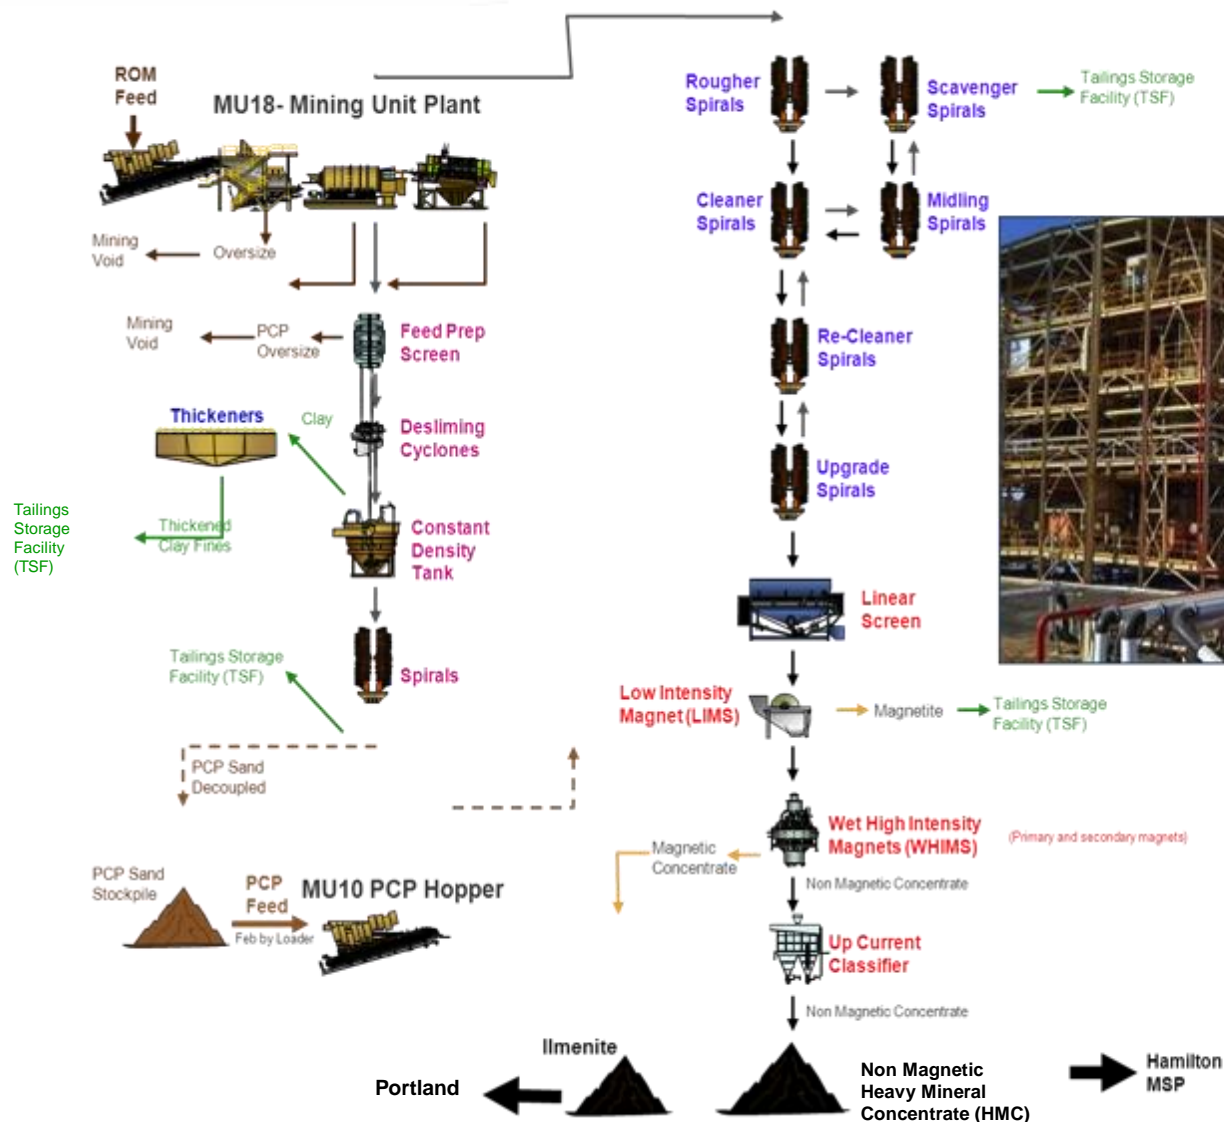 ROM
Feed
MU18- Mining Unit Plant
Mining
Void
Oversize
Mining
Void
PCP
Oversize
Feed Prep
Screen
Thickeners
Clay
Desliming
Cyclones
Tailings
Storage
Facility
(TSF)
Thickened
Clay Fines
Constant
Density
Tank
Tailings Storage
Facility (TSF)
Spirals
PCP Sand
Decoupled
PCP Sand
Stockpile
PCP
Feed
Feb by Loader
MU10 PCP Hopper
Rougher
Spirals
Scavenger
Spirals
Tailings Storage
Facility (TSF)
Cleaner
Spirals
Midling
Spirals
Re-Cleaner
Spirals
Upgrade
Spirals
Linear
Screen
Low Intensity
Magnet (LIMS)
Magnetite
Tailings Storage
Facility (TSF)
Wet High Intensity
Magnets (WHIMS)
(Primary and secondary magnets)
Magnetic
Concentrate
Non Magnetic Concentrate
Up Current
Classifier
Non Magnetic Concentrate
Ilmenite
Portland
Non Magnetic
Heavy Mineral
Concentrate (HMC)
Hamilton
MSP